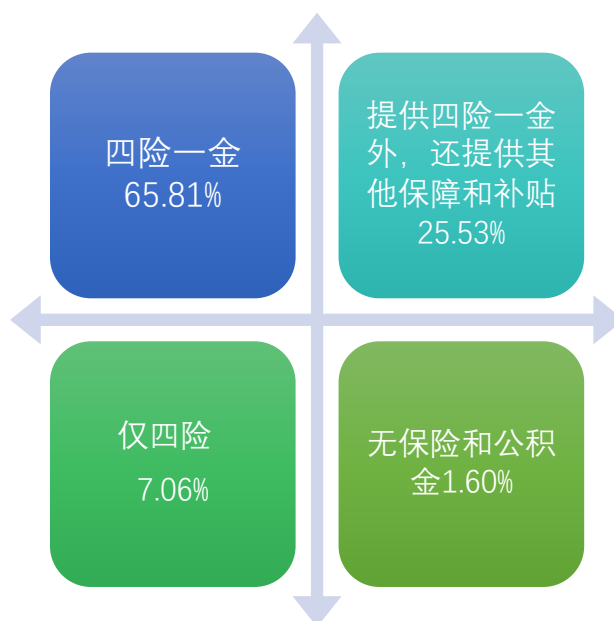 四险一金
65.81%
提供四险一金
外，还提供其
他保障和补贴
25.53%
仅四险
7.06%
无保险和公积
金1.60%